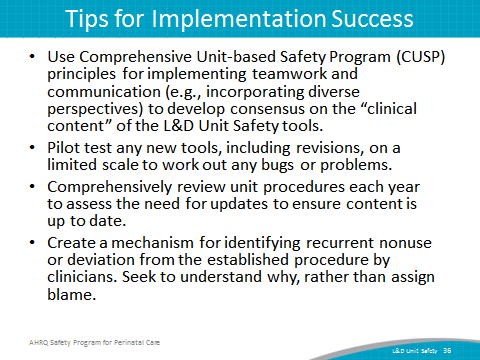 Tips for Implementation Success
• Use Comprehensive Unit-based Safety Program (CUSP)
principles for implementing teamwork and
communication (e.g., incorporating diverse
perspectives) to develop consensus on the “clinical
content” of the L&D Unit Safety tools.
• Pilot test any new tools, including revisions, on a
limited scale to work out any bugs or problems.
• Comprehensively review unit procedures each year
to assess the need for updates to ensure content is
up to date.
• Create a mechanism for identifying recurrent nonuse
or deviation from the established procedure by
clinicians. Seek to understand why, rather than assign
blame.
AHRQ Safety Program for Perinatal Care
L&D Unit Safety 36